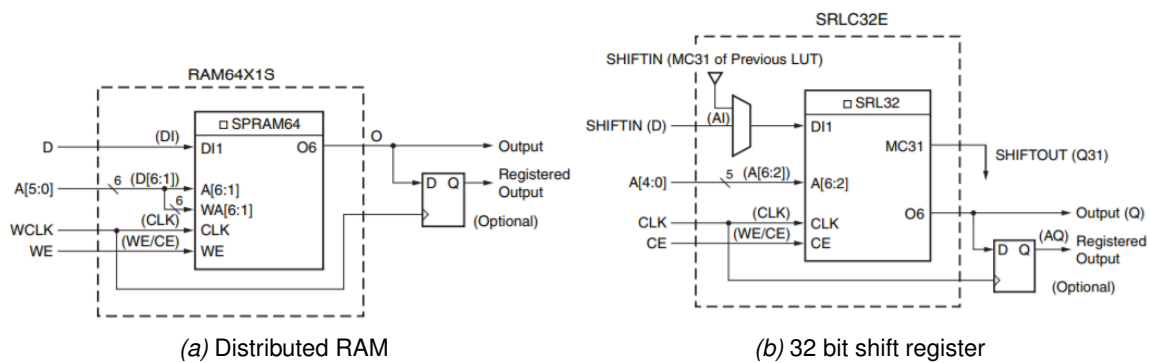 RAM64X1S
□ SPRAM64
D
(DI)
DI1
O6
O
Output
A[5:0]
6
(D[6:1])
A[6:1]
6
WA[6:1]
D Q
Registered
Output
(Optional)
WCLK
(CLK)
CLK
WE
(WE/CE)
WE
(a) Distributed RAM
SRLC32E
SHIFTIN (MC31 of Previous LUT)
□ SRL32
SHIFTIN (D)
(AI)
DI1
MC31
SHIFTOUT (Q31)
A[4:0]
5
(A[6:2])
A[6:2]
CLK
(CLK)
CLK
O6
Output (Q)
CE
(WE/CE)
CE
D Q
(AQ)
Registered
Output
(Optional)
(b) 32 bit shift register